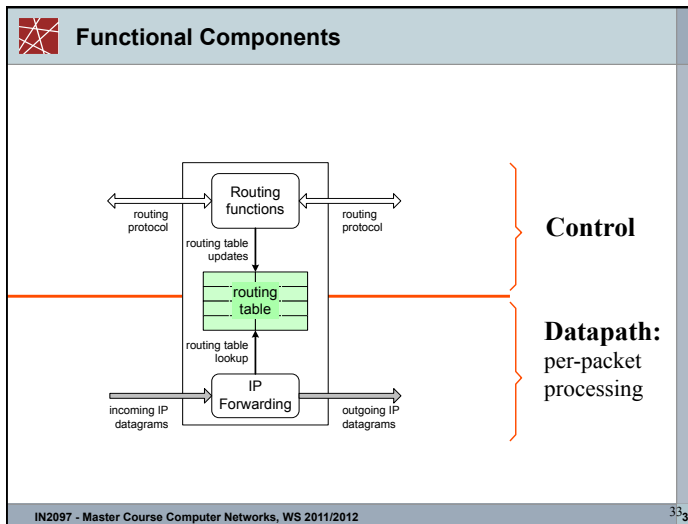 Functional Components
Routing
functions
routing
protocol
routing
protocol
routing table
updates
Control
routing
table
routing table
lookup
Datapath:
per-packet
processing
IP
Forwarding
incoming IP
datagrams
outgoing IP
datagrams
IN2097 - Master Course Computer Networks, WS 2011/2012
33
3